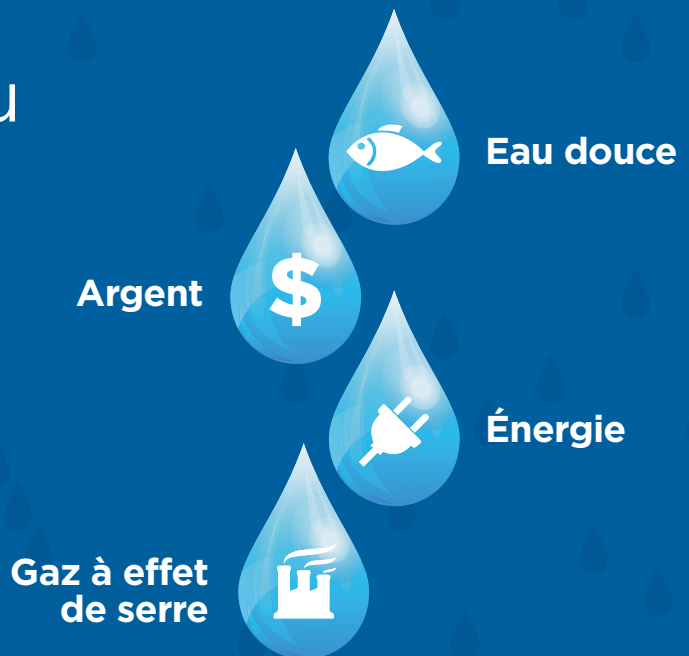 u
Eau douce
Argent
$
Énergie
Gaz à effet
de serre